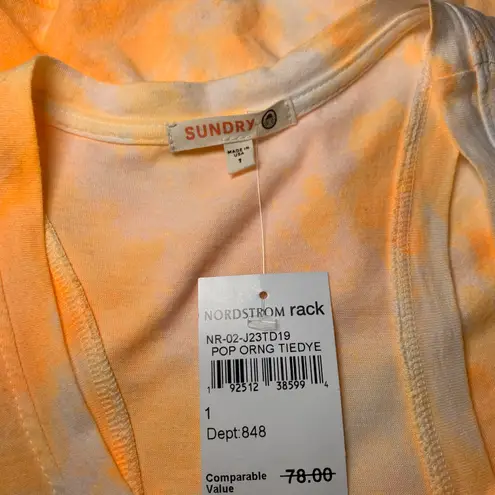 SUNDRY
MADE IN
USA
1
NORDSTROM rack
NR-02-J23TD19
POP ORNG TIEDYE
1 92512 38599 4
1
Dept:848
Comparable 78.00
Value